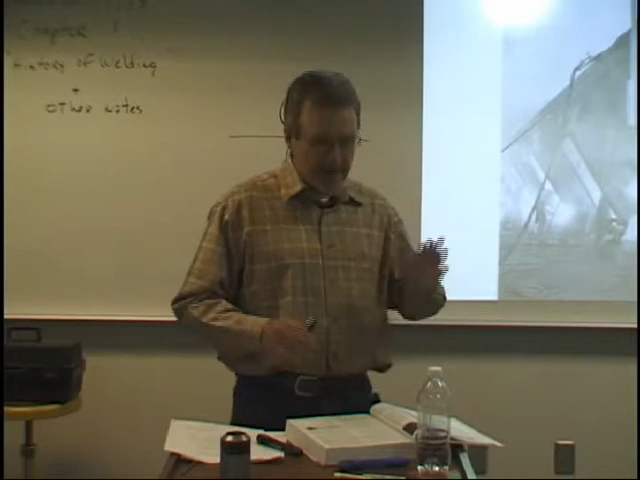 Chapter 1
History of Welding
+
other notes